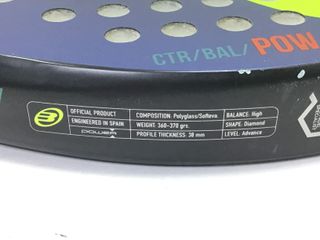 CTR/BAL/POW
OFFICIAL PRODUCT
ENGINEERED IN SPAIN
COMPOSITION: Polyglass/Softeva
WEIGHT: 360-370 grs.
PROFILE THICKNESS: 38 mm
BALANCE: High
SHAPE: Diamond
LEVEL: Advance